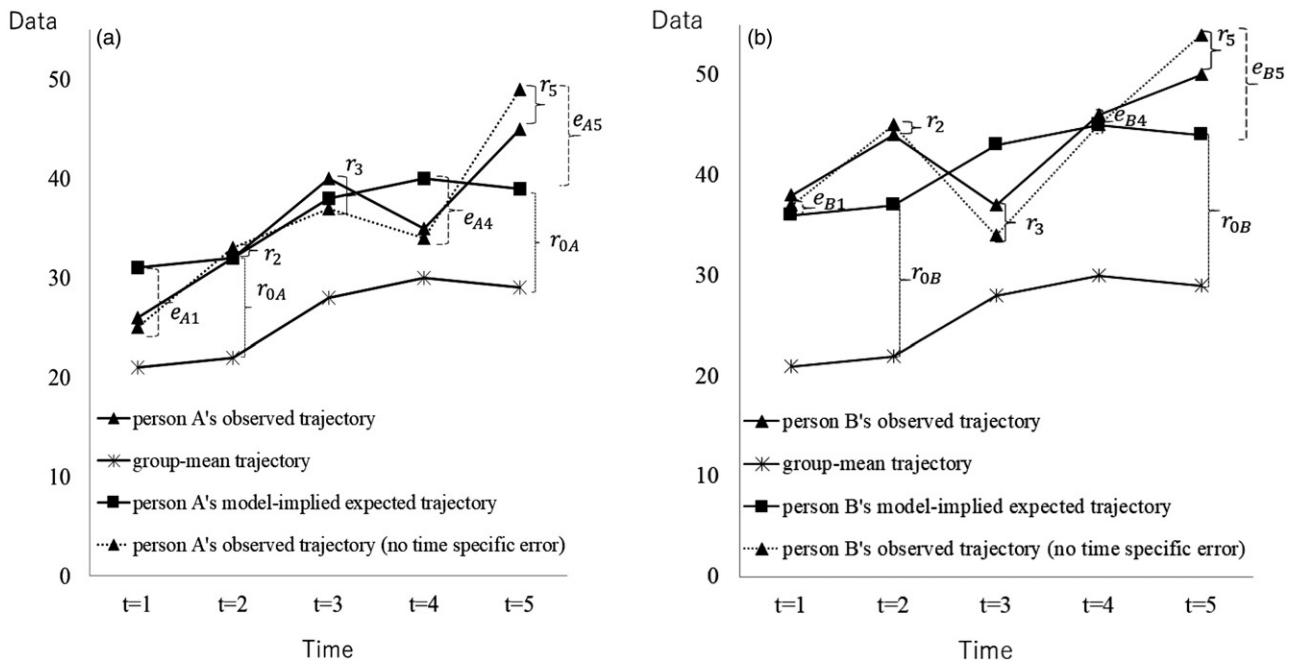 Data
(a)
50
40
30
20
10
0
r5
eA5
r3
eA4
r2
r0A
r0A
eA1
person A's observed trajectory
group-mean trajectory
person A's model-implied expected trajectory
person A's observed trajectory (no time specific error)
t=1 t=2 t=3 t=4 t=5
Time
Data
(b)
50
40
30
20
10
0
r5
eB5
r2
eB4
eB1
r3
r0B
r0B
person B's observed trajectory
group-mean trajectory
person B's model-implied expected trajectory
person B's observed trajectory (no time specific error)
t=1 t=2 t=3 t=4 t=5
Time